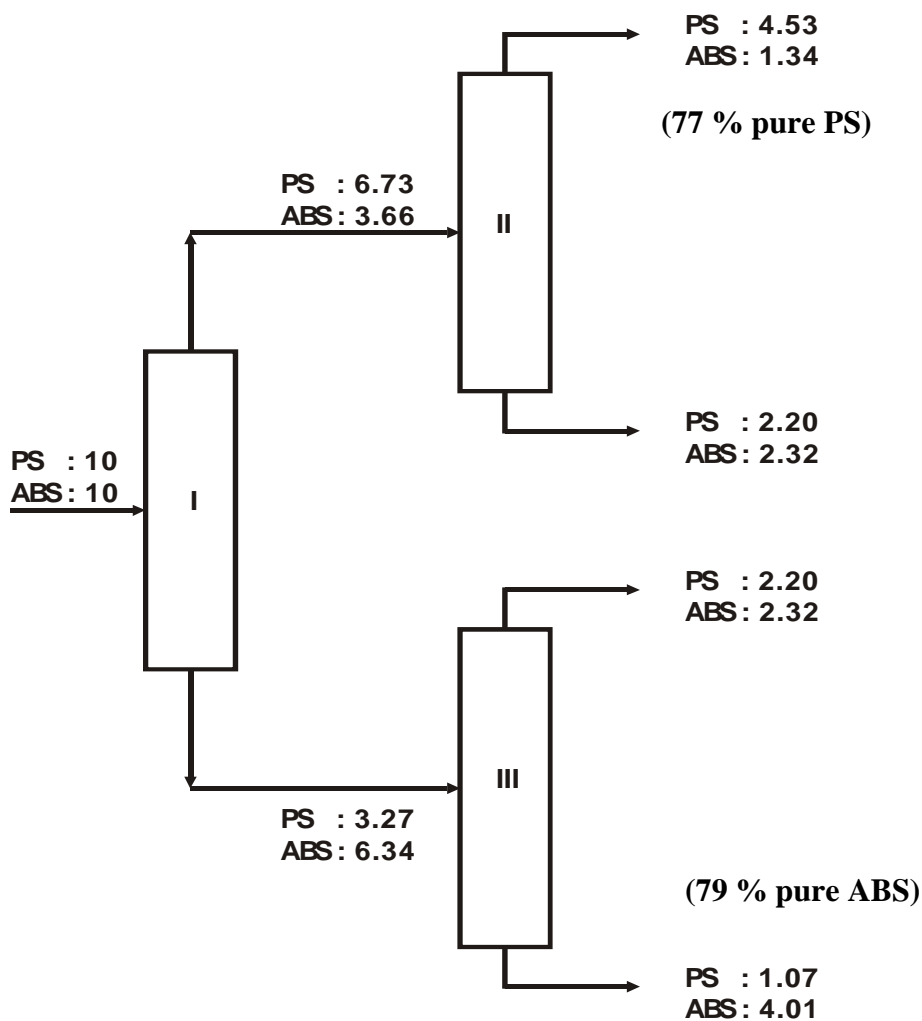 PS : 4.53
ABS : 1.34
(77 % pure PS)
PS : 6.73
ABS : 3.66
II
PS : 2.20
ABS : 2.32
PS : 10
ABS : 10
I
PS : 2.20
ABS : 2.32
III
PS : 3.27
ABS : 6.34
(79 % pure ABS)
PS : 1.07
ABS : 4.01